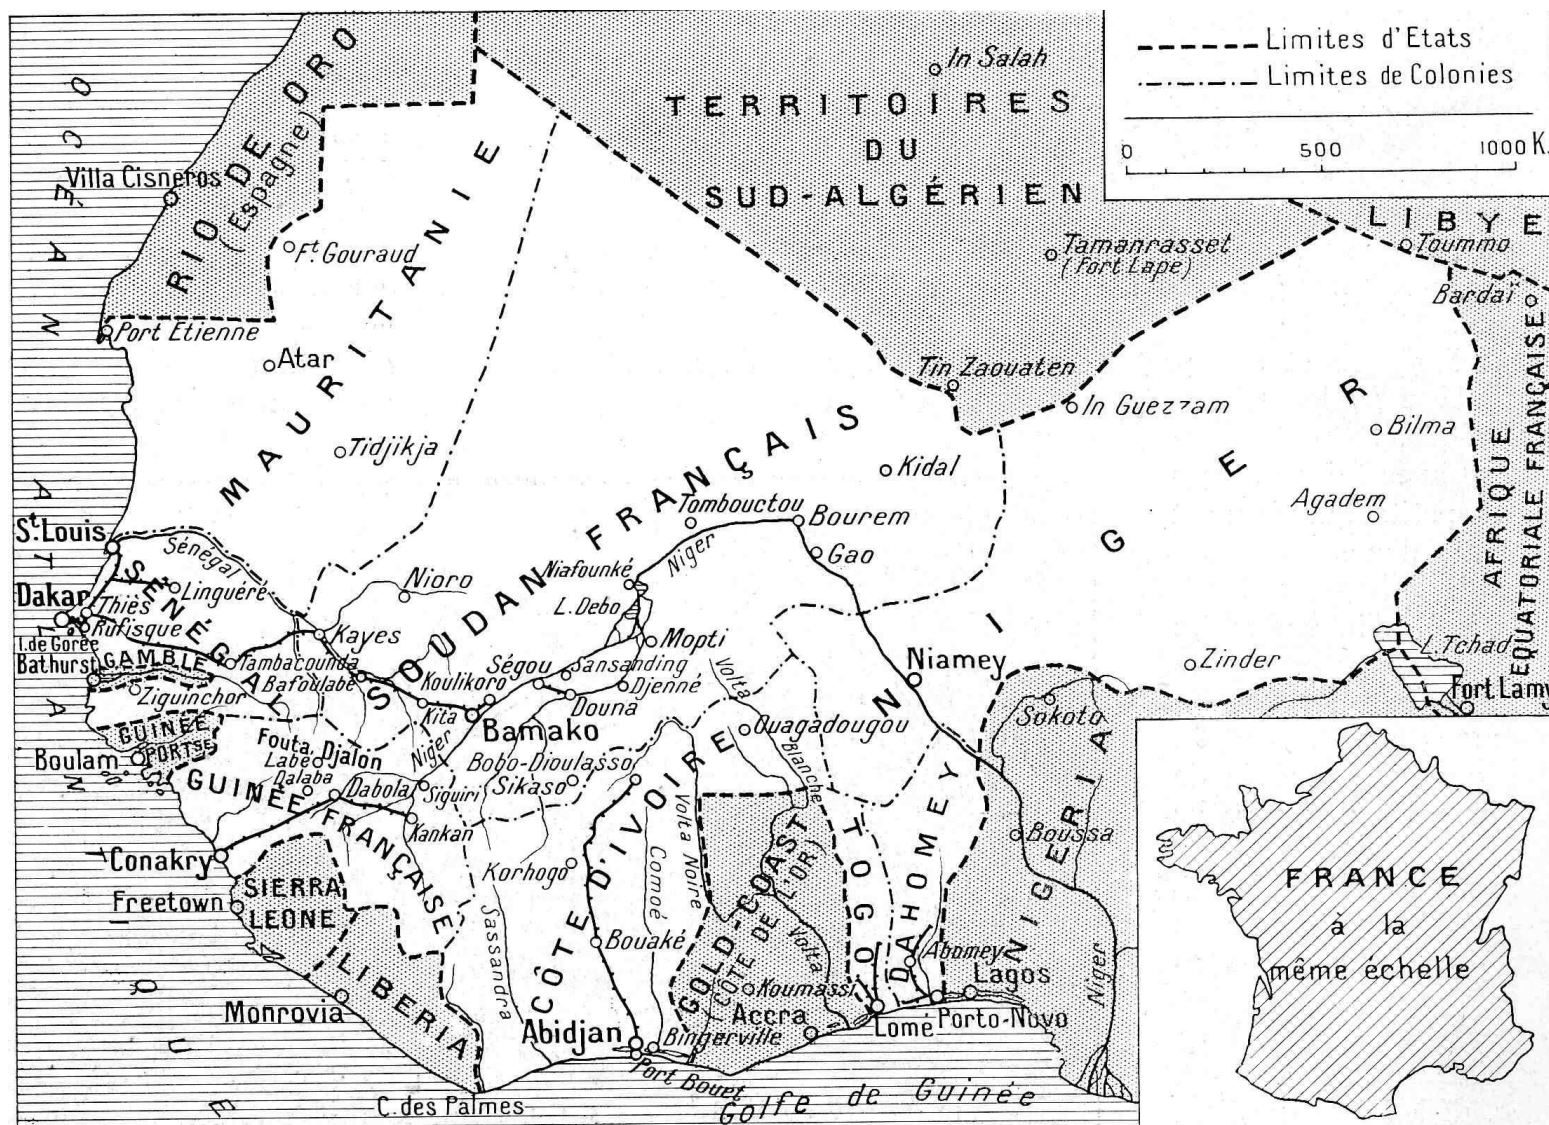 Limites d'Etats
Limites de Colonies
0 500 1000 K.
OCÉAN ATLANTIQUE
RIO DE ORO
(Espagne)
Villa Cisneros
Ft. Gouraud
Port Etienne
Atar
Tidjikja
MAURITANIE
In Salah
TERRITOIRES
DU
SUD-ALGÉRIEN
Tamanrasset
(Fort Lape)
Tin Zaouaten
In Guezzam
LIBYE
Toummo
Bardaï
AFRIQUE
EQUATORIALE FRANÇAISE
Bilma
Agadem
NIGER
Kidal
SOUDAN FRANÇAIS
Tombouctou
Bourem
Gao
Niger
Niafounké
L. Debo
Mopti
St. Louis
Sénégal
Linguère
Nioro
Dakar
Thiès
Rufisque
I. de Gorée
SÉNÉGAL
Kayes
Bathurst
GAMBLE
Tambacounda
Bafoulabé
Ziguinchor
Ségou
Sansanding
Koulikoro
Djenné
Douna
Kita
Bamako
Niger
Volta
Ouagadougou
Blanche
Niamey
Zinder
L. Tchad
Fort Lamy
Sokoto
GUINÉE
PORTSE
Boulam
Fouta Djalon
Labé
Dalaba
Dabola
Siguiri
Kankan
GUINÉE FRANÇAISE
Bobo-Dioulasso
Sikaso
Conakry
Freetown
SIERRA
LEONE
LIBERIA
Monrovia
C. des Palmes
Korhogo
Bouaké
Sassandra
Comoé
Volta Noire
CÔTE D'IVOIRE
Abidjan
Bingerville
Port Bouet
GOLD-COAST
(CÔTE DE L'OR)
Volta
Koumassi
Accra
TOGO
Lomé
DAHOMEY
Abomey
Porto-Novo
Lagos
NIGERIA
Boussa
Niger
Golfe de Guinée
FRANCE
à la
même échelle